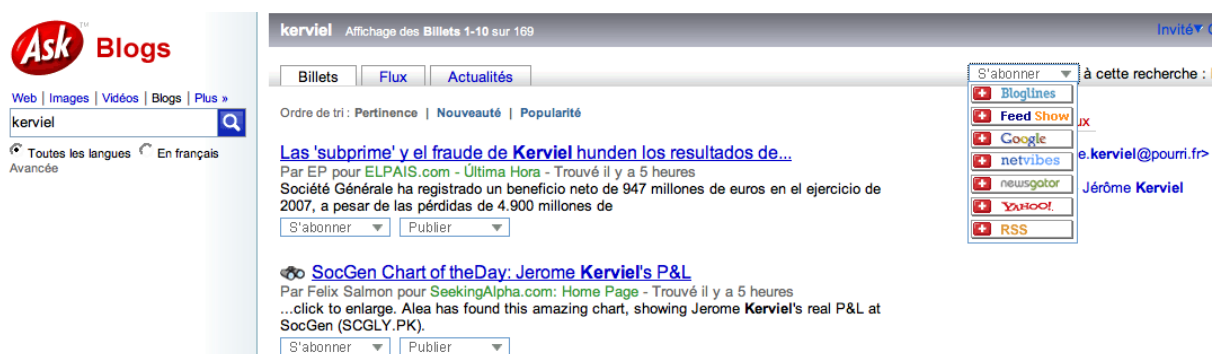 Ask™ Blogs
Web | Images | Vidéos | Blogs | Plus »
kerviel
Toutes les langues En français
Avancée
kerviel Affichage des Billets 1-10 sur 169
Invité
Billets Flux Actualités
S'abonner à cette recherche :
Bloglines
Feed Show
Google
netvibes
newsgator
YAHOO!
RSS
ux
e.kerviel@pourri.fr>
Jérôme Kerviel
Ordre de tri : Pertinence | Nouveauté | Popularité
Las 'subprime' y el fraude de Kerviel hunden los resultados de...
Par EP pour ELPAIS.com - Última Hora - Trouvé il y a 5 heures
Société Générale ha registrado un beneficio neto de 947 millones de euros en el ejercicio de
2007, a pesar de las pérdidas de 4.900 millones de
S'abonner Publier
SocGen Chart of theDay: Jerome Kerviel's P&L
Par Felix Salmon pour SeekingAlpha.com: Home Page - Trouvé il y a 5 heures
...click to enlarge. Alea has found this amazing chart, showing Jerome Kerviel's real P&L at
SocGen (SCGLY.PK).
S'abonner Publier